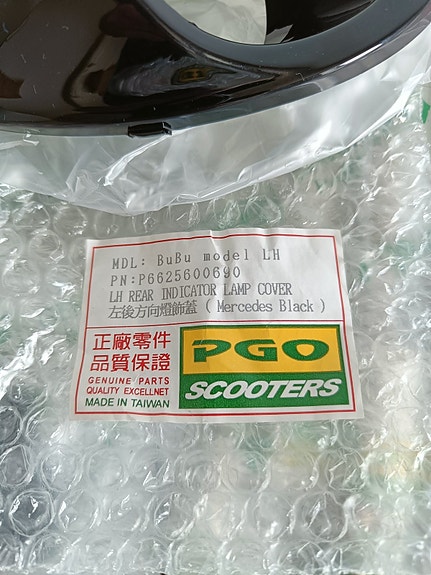 MDL: BuBu model LH
PN:P6625600690
LH REAR INDICATOR LAMP COVER
左後方向燈飾蓋 ( Mercedes Black )
正廠零件
品質保證
GENUINE PARTS
QUALITY EXCELLNET
MADE IN TAIWAN
PGO
SCOOTERS